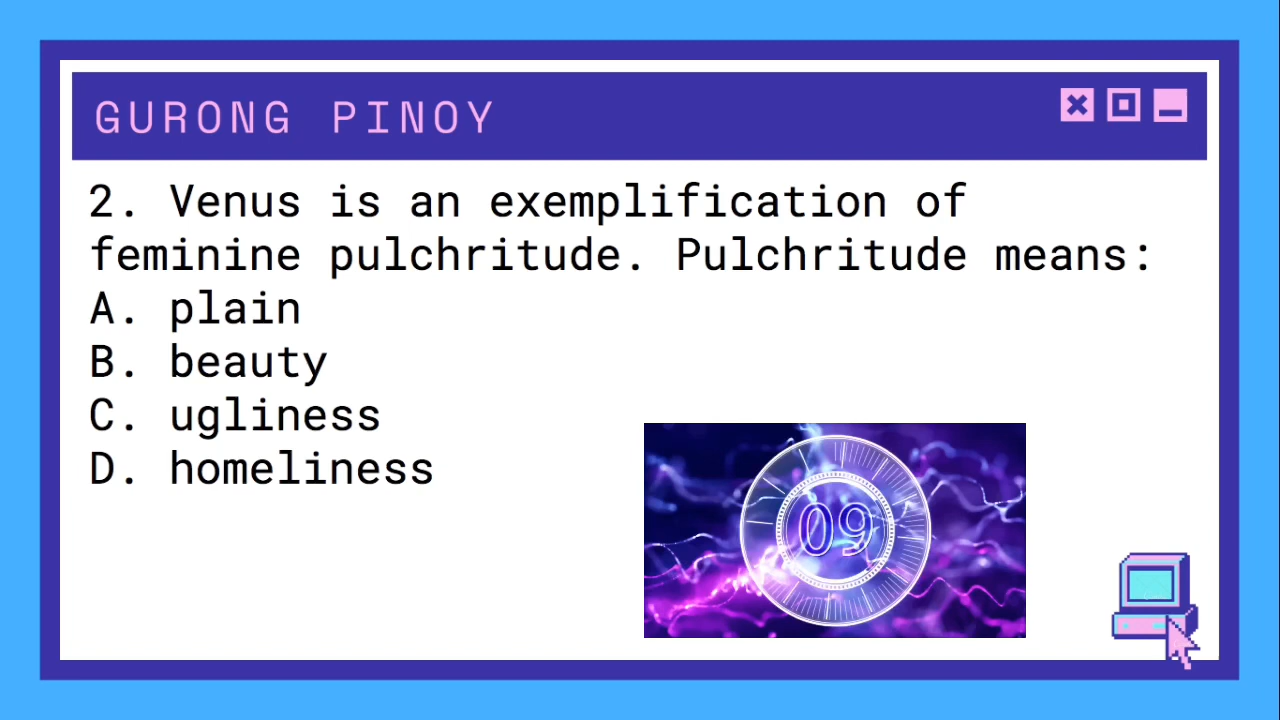 GURONG PINOY
2. Venus is an exemplification of
feminine pulchritude. Pulchritude means:
A. plain
B. beauty
C. ugliness
D. homeliness
09